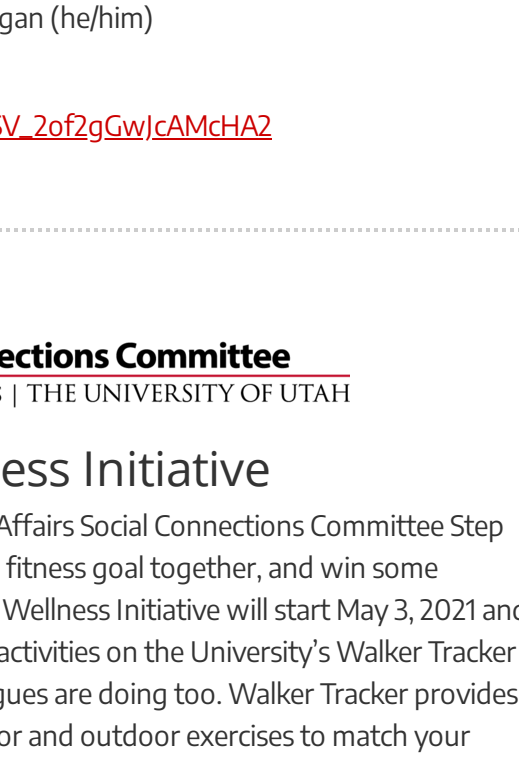 gan (he/him)
SV_2of2gGwJcAMcHA2
ections Committee
s | THE UNIVERSITY OF UTAH
ess Initiative
Affairs Social Connections Committee Step
fitness goal together, and win some
Wellness Initiative will start May 3, 2021 and
activities on the University’s Walker Tracker
gues are doing too. Walker Tracker provides
or and outdoor exercises to match your